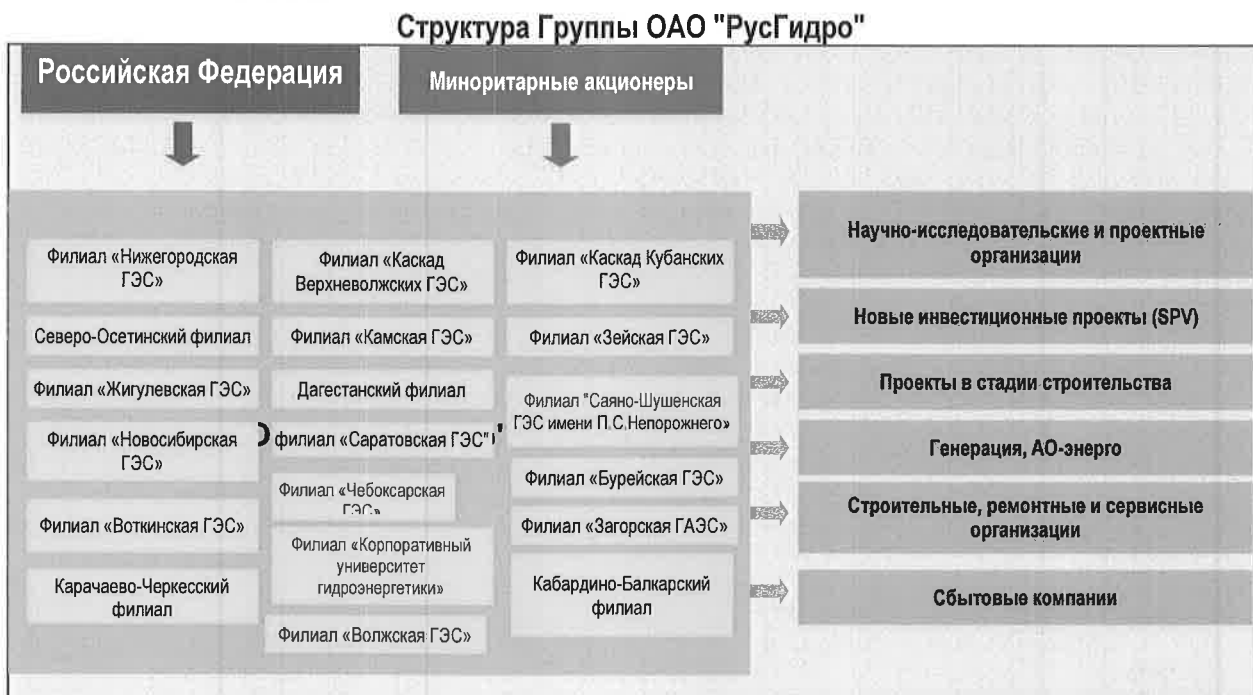 Структура Группы ОАО "РусГидро"
Российская Федерация
Миноритарные акционеры
Филиал «Нижегородская
ГЭС»
Северо-Осетинский филиал
Филиал «Жигулевская ГЭС»
Филиал «Новосибирская
ГЭС»
Филиал «Воткинская ГЭС»
Карачаево-Черкесский
филиал
Филиал «Каскад
Верхневолжских ГЭС»
Филиал «Камская ГЭС»
Дагестанский филиал
филиал «Саратовская ГЭС"
Филиал «Чебоксарская
ГЭС»
Филиал «Корпоративный
университет
гидроэнергетики»
Филиал «Волжская ГЭС»
Филиал «Каскад Кубанских
ГЭС»
Филиал «Зейская ГЭС»
Филиал "Саяно-Шушенская
ГЭС имени П.С.Непорожнего»
Филиал «Бурейская ГЭС»
Филиал «Загорская ГАЭС»
Кабардино-Балкарский
филиал
Научно-исследовательские и проектные
организации
Новые инвестиционные проекты (SPV)
Проекты в стадии строительства
Генерация, АО-энерго
Строительные, ремонтные и сервисные
организации
Сбытовые компании